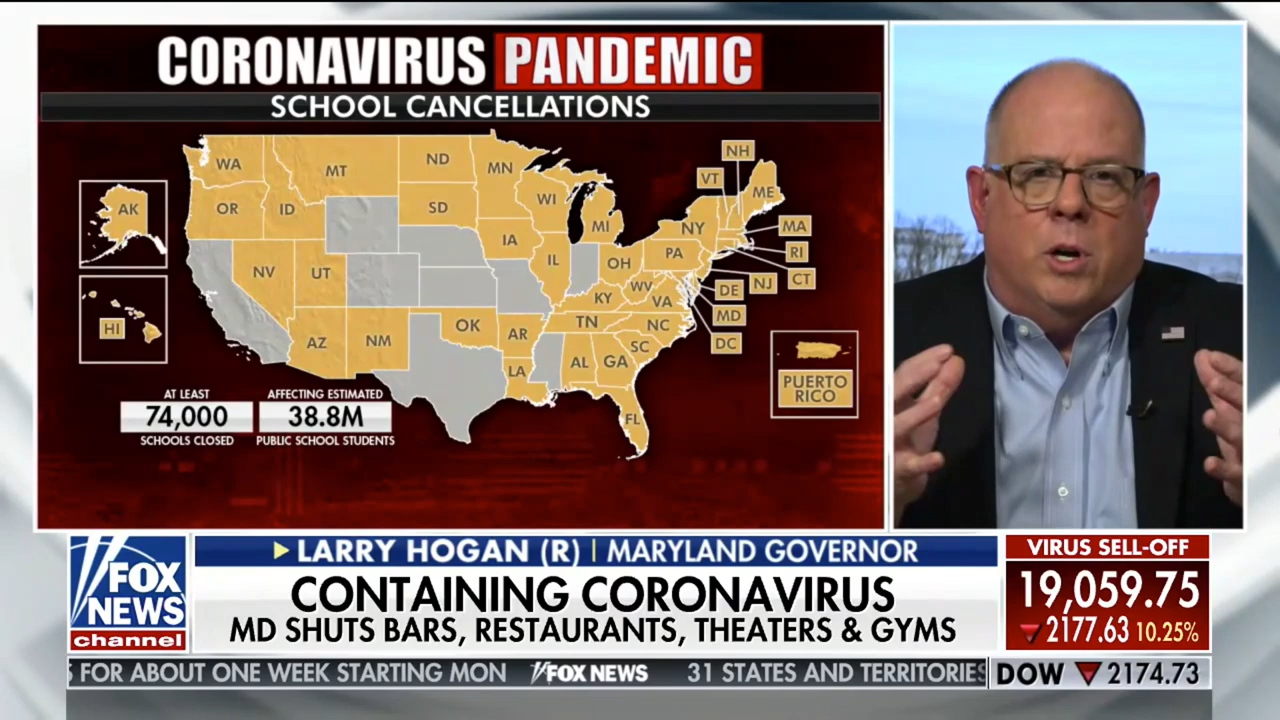 CORONAVIRUS PANDEMIC
SCHOOL CANCELLATIONS
WA
MT
ND
MN
OR
ID
SD
WI
MI
NH
VT
ME
AK
NV
UT
IA
IL
OH
PA
NY
MA
RI
CT
HI
AZ
NM
OK
AR
LA
KY
WV
VA
TN
NC
SC
AL
GA
FL
DE
NJ
MD
DC
PUERTO
RICO
AT LEAST
74,000
SCHOOLS CLOSED
AFFECTING ESTIMATED
38.8M
PUBLIC SCHOOL STUDENTS
FOX
NEWS
channel
LARRY HOGAN (R) | MARYLAND GOVERNOR
CONTAINING CORONAVIRUS
MD SHUTS BARS, RESTAURANTS, THEATERS & GYMS
VIRUS SELL-OFF
19,059.75
2177.63 10.25%
FOR ABOUT ONE WEEK STARTING MON FOX NEWS 31 STATES AND TERRITORIES
DOW 2174.73